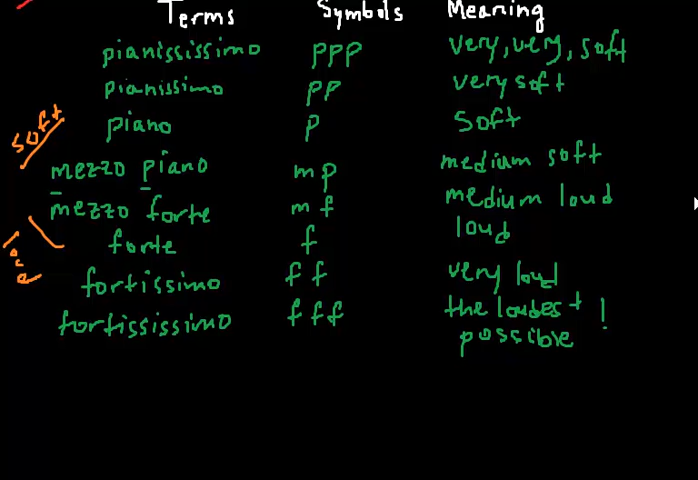 Terms Symbols Meaning
pianississimo ppp very, very, soft
pianissimo pp very soft
piano p soft
soft
mezzo piano mp medium soft
mezzo forte mf medium loud
forte f loud
loud
fortissimo ff very loud
fortississimo fff the loudest possible!